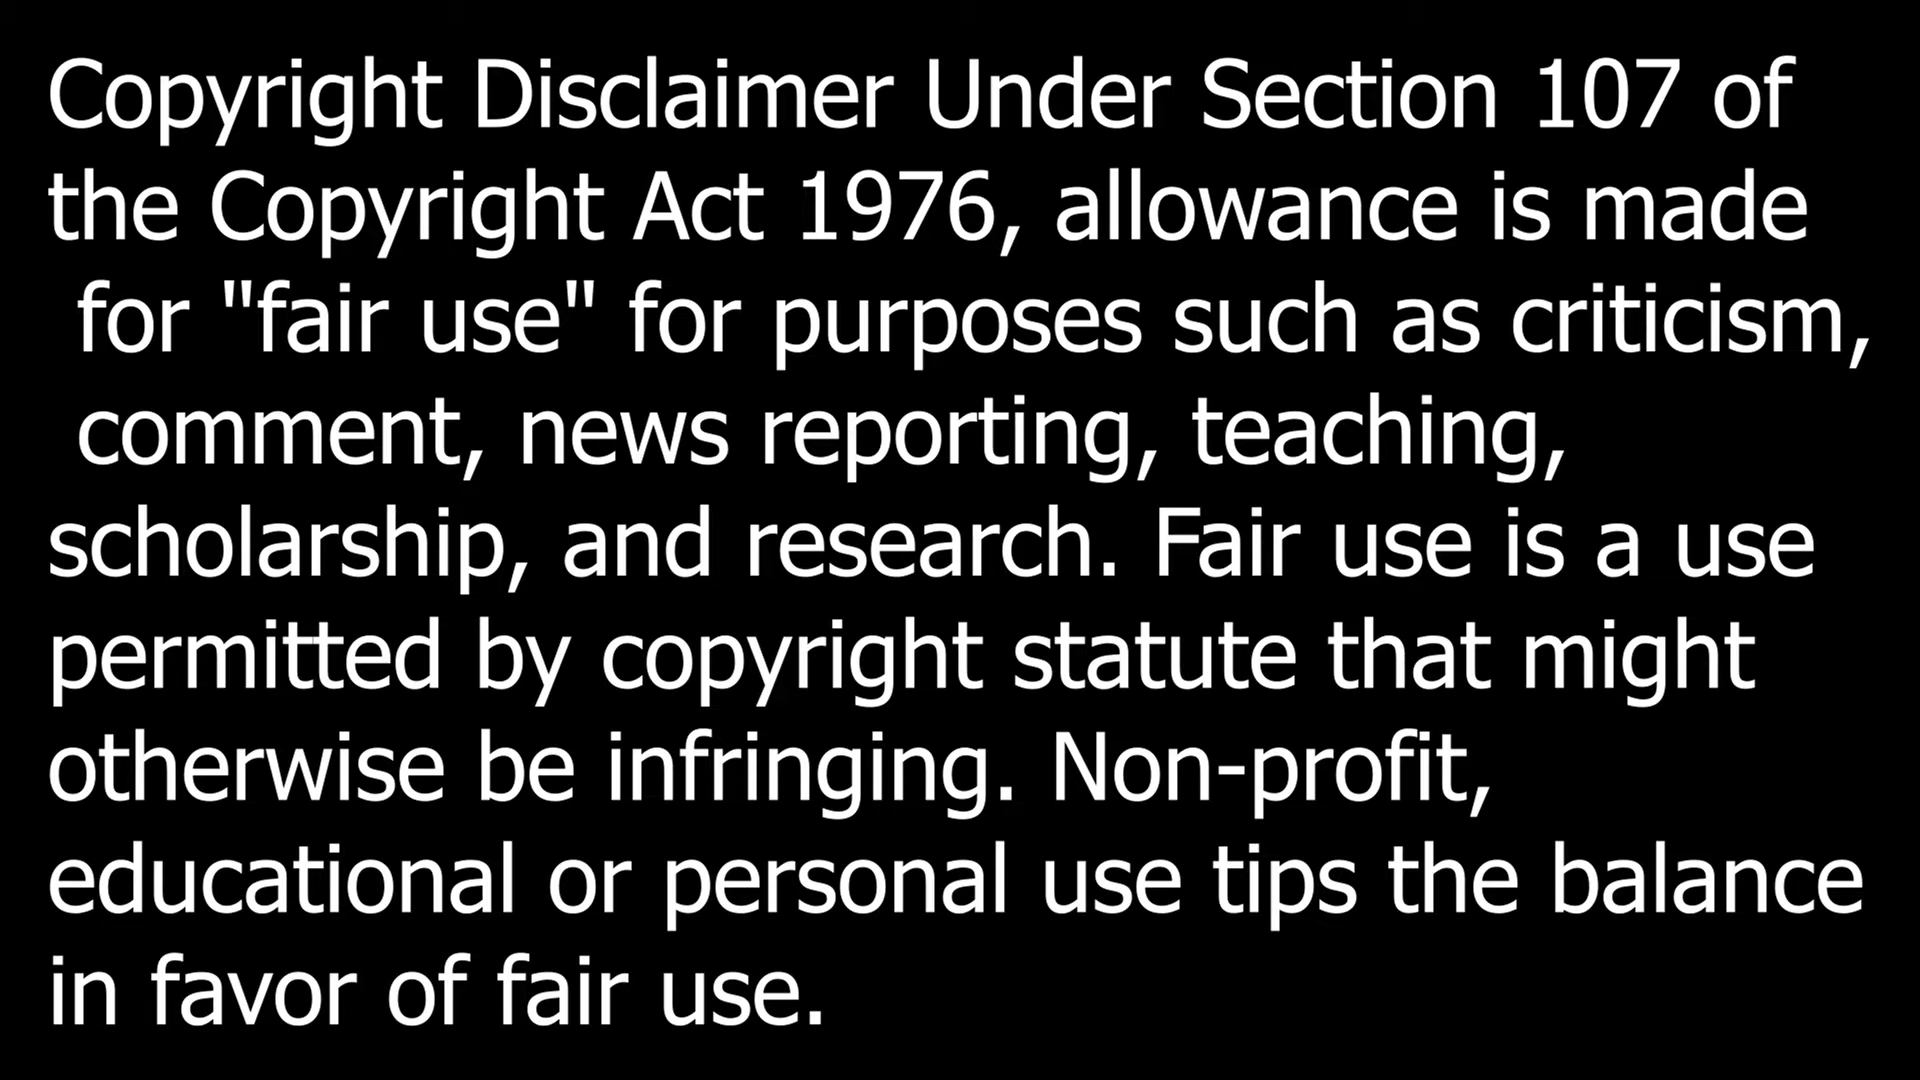 Copyright Disclaimer Under Section 107 of
the Copyright Act 1976, allowance is made
for "fair use" for purposes such as criticism,
comment, news reporting, teaching,
scholarship, and research. Fair use is a use
permitted by copyright statute that might
otherwise be infringing. Non-profit,
educational or personal use tips the balance
in favor of fair use.